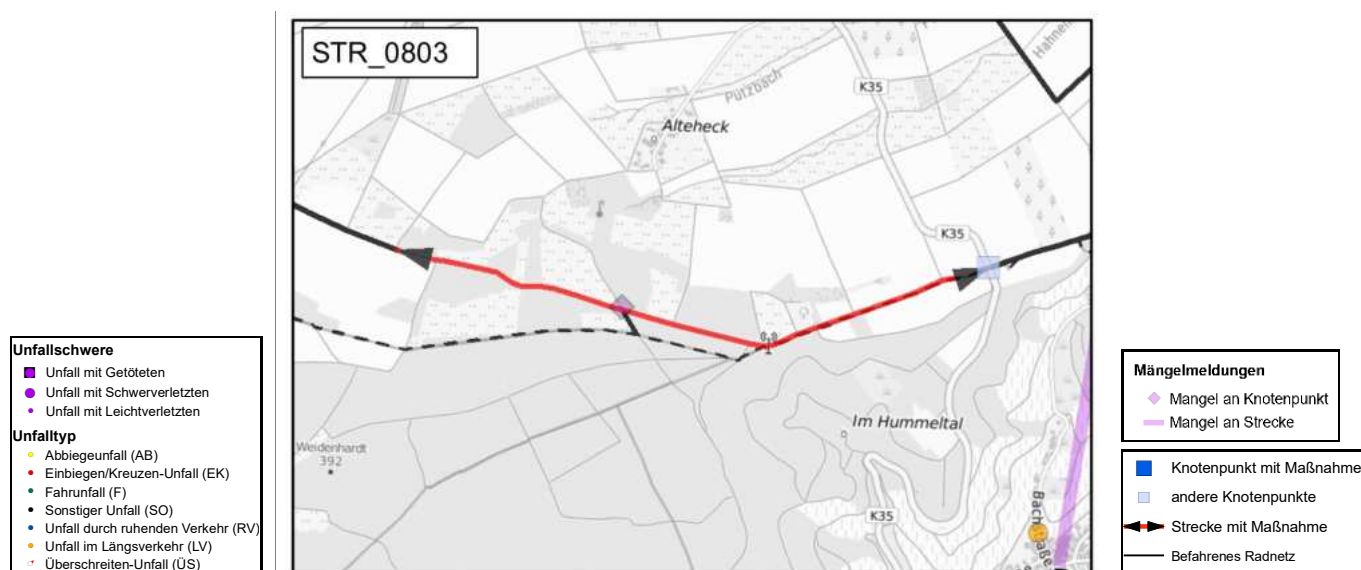 STR_0803
Hahnen
K35
Pützbach
Alteheck
K35
Im Hummeltal
Weidenhardt
392
K35
Bachstraße
Unfallschwere
Unfall mit Getöteten
Unfall mit Schwerverletzten
Unfall mit Leichtverletzten
Unfalltyp
Abbiegeunfall (AB)
Einbiegen/Kreuzen-Unfall (EK)
Fahrunfall (F)
Sonstiger Unfall (SO)
Unfall durch ruhenden Verkehr (RV)
Unfall im Längsverkehr (LV)
Überschreiten-Unfall (ÜS)
Mängelmeldungen
Mangel an Knotenpunkt
Mangel an Strecke
Knotenpunkt mit Maßnahme
andere Knotenpunkte
Strecke mit Maßnahme
Befahrenes Radnetz